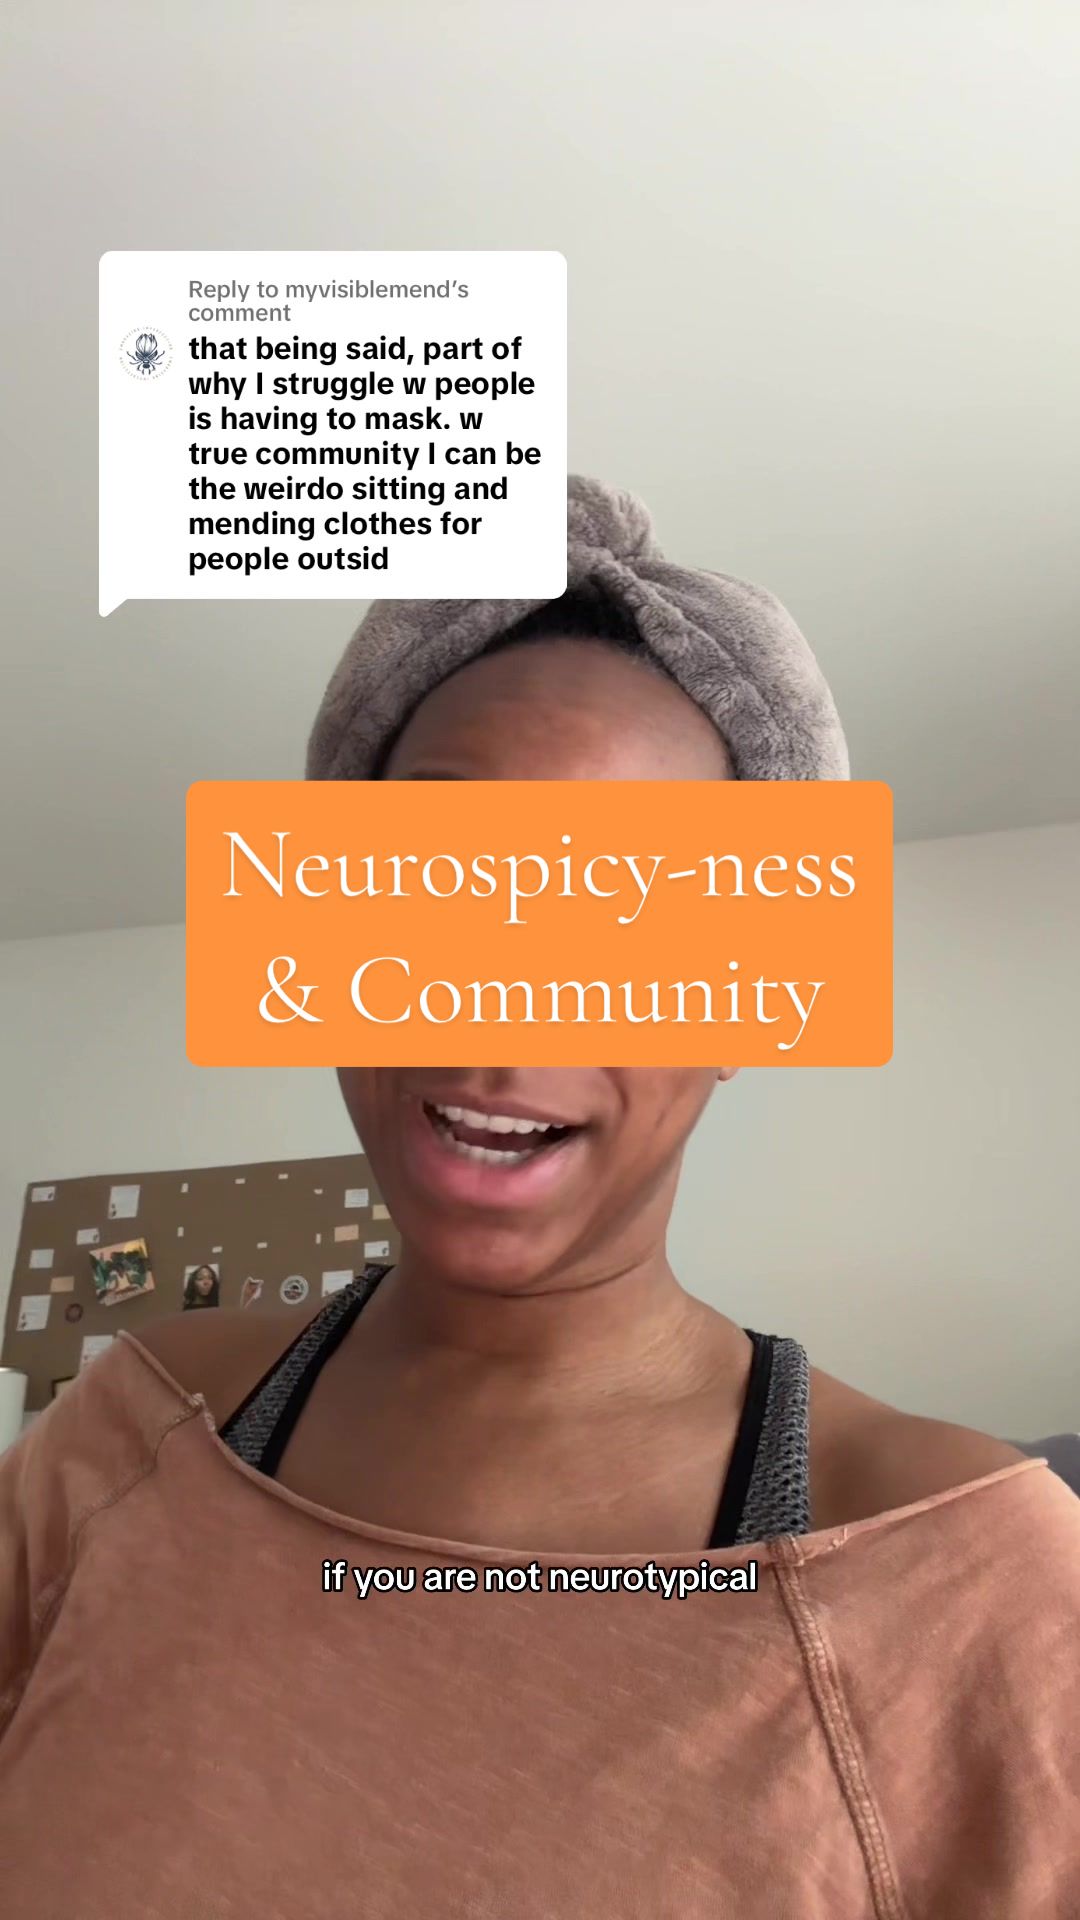 Reply to myvisiblemend's
comment
that being said, part of
why I struggle w people
is having to mask. w
true community I can be
the weirdo sitting and
mending clothes for
people outsid
Neurospicy-ness
& Community
if you are not neurotypical